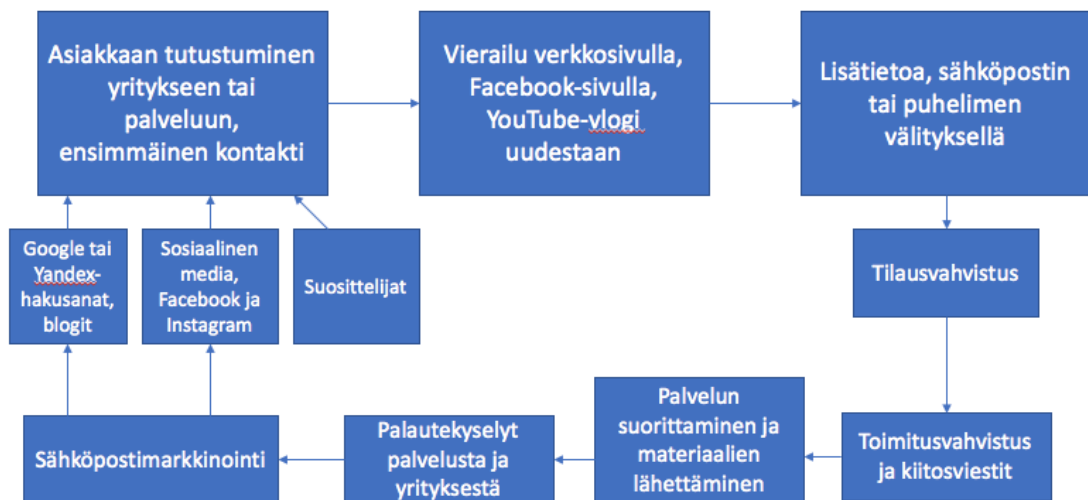 Asiakkaan tutustuminen
yritykseen tai
palveluun,
ensimmäinen kontakti
Vierailu verkkosivulla,
Facebook-sivulla,
YouTube-vlogi
uudestaan
Lisätietoa, sähköpostin
tai puhelimen
välityksellä
Google tai
Yandex-
hakusanat,
blogit
Sosiaalinen
media,
Facebook ja
Instagram
Suosittelijat
Tilausvahvistus
Sähköpostimarkkinointi
Palautekyselyt
palvelusta ja
yrityksestä
Palvelun
suorittaminen ja
materiaalien
lähettäminen
Toimitusvahvistus
ja kiitosviestit